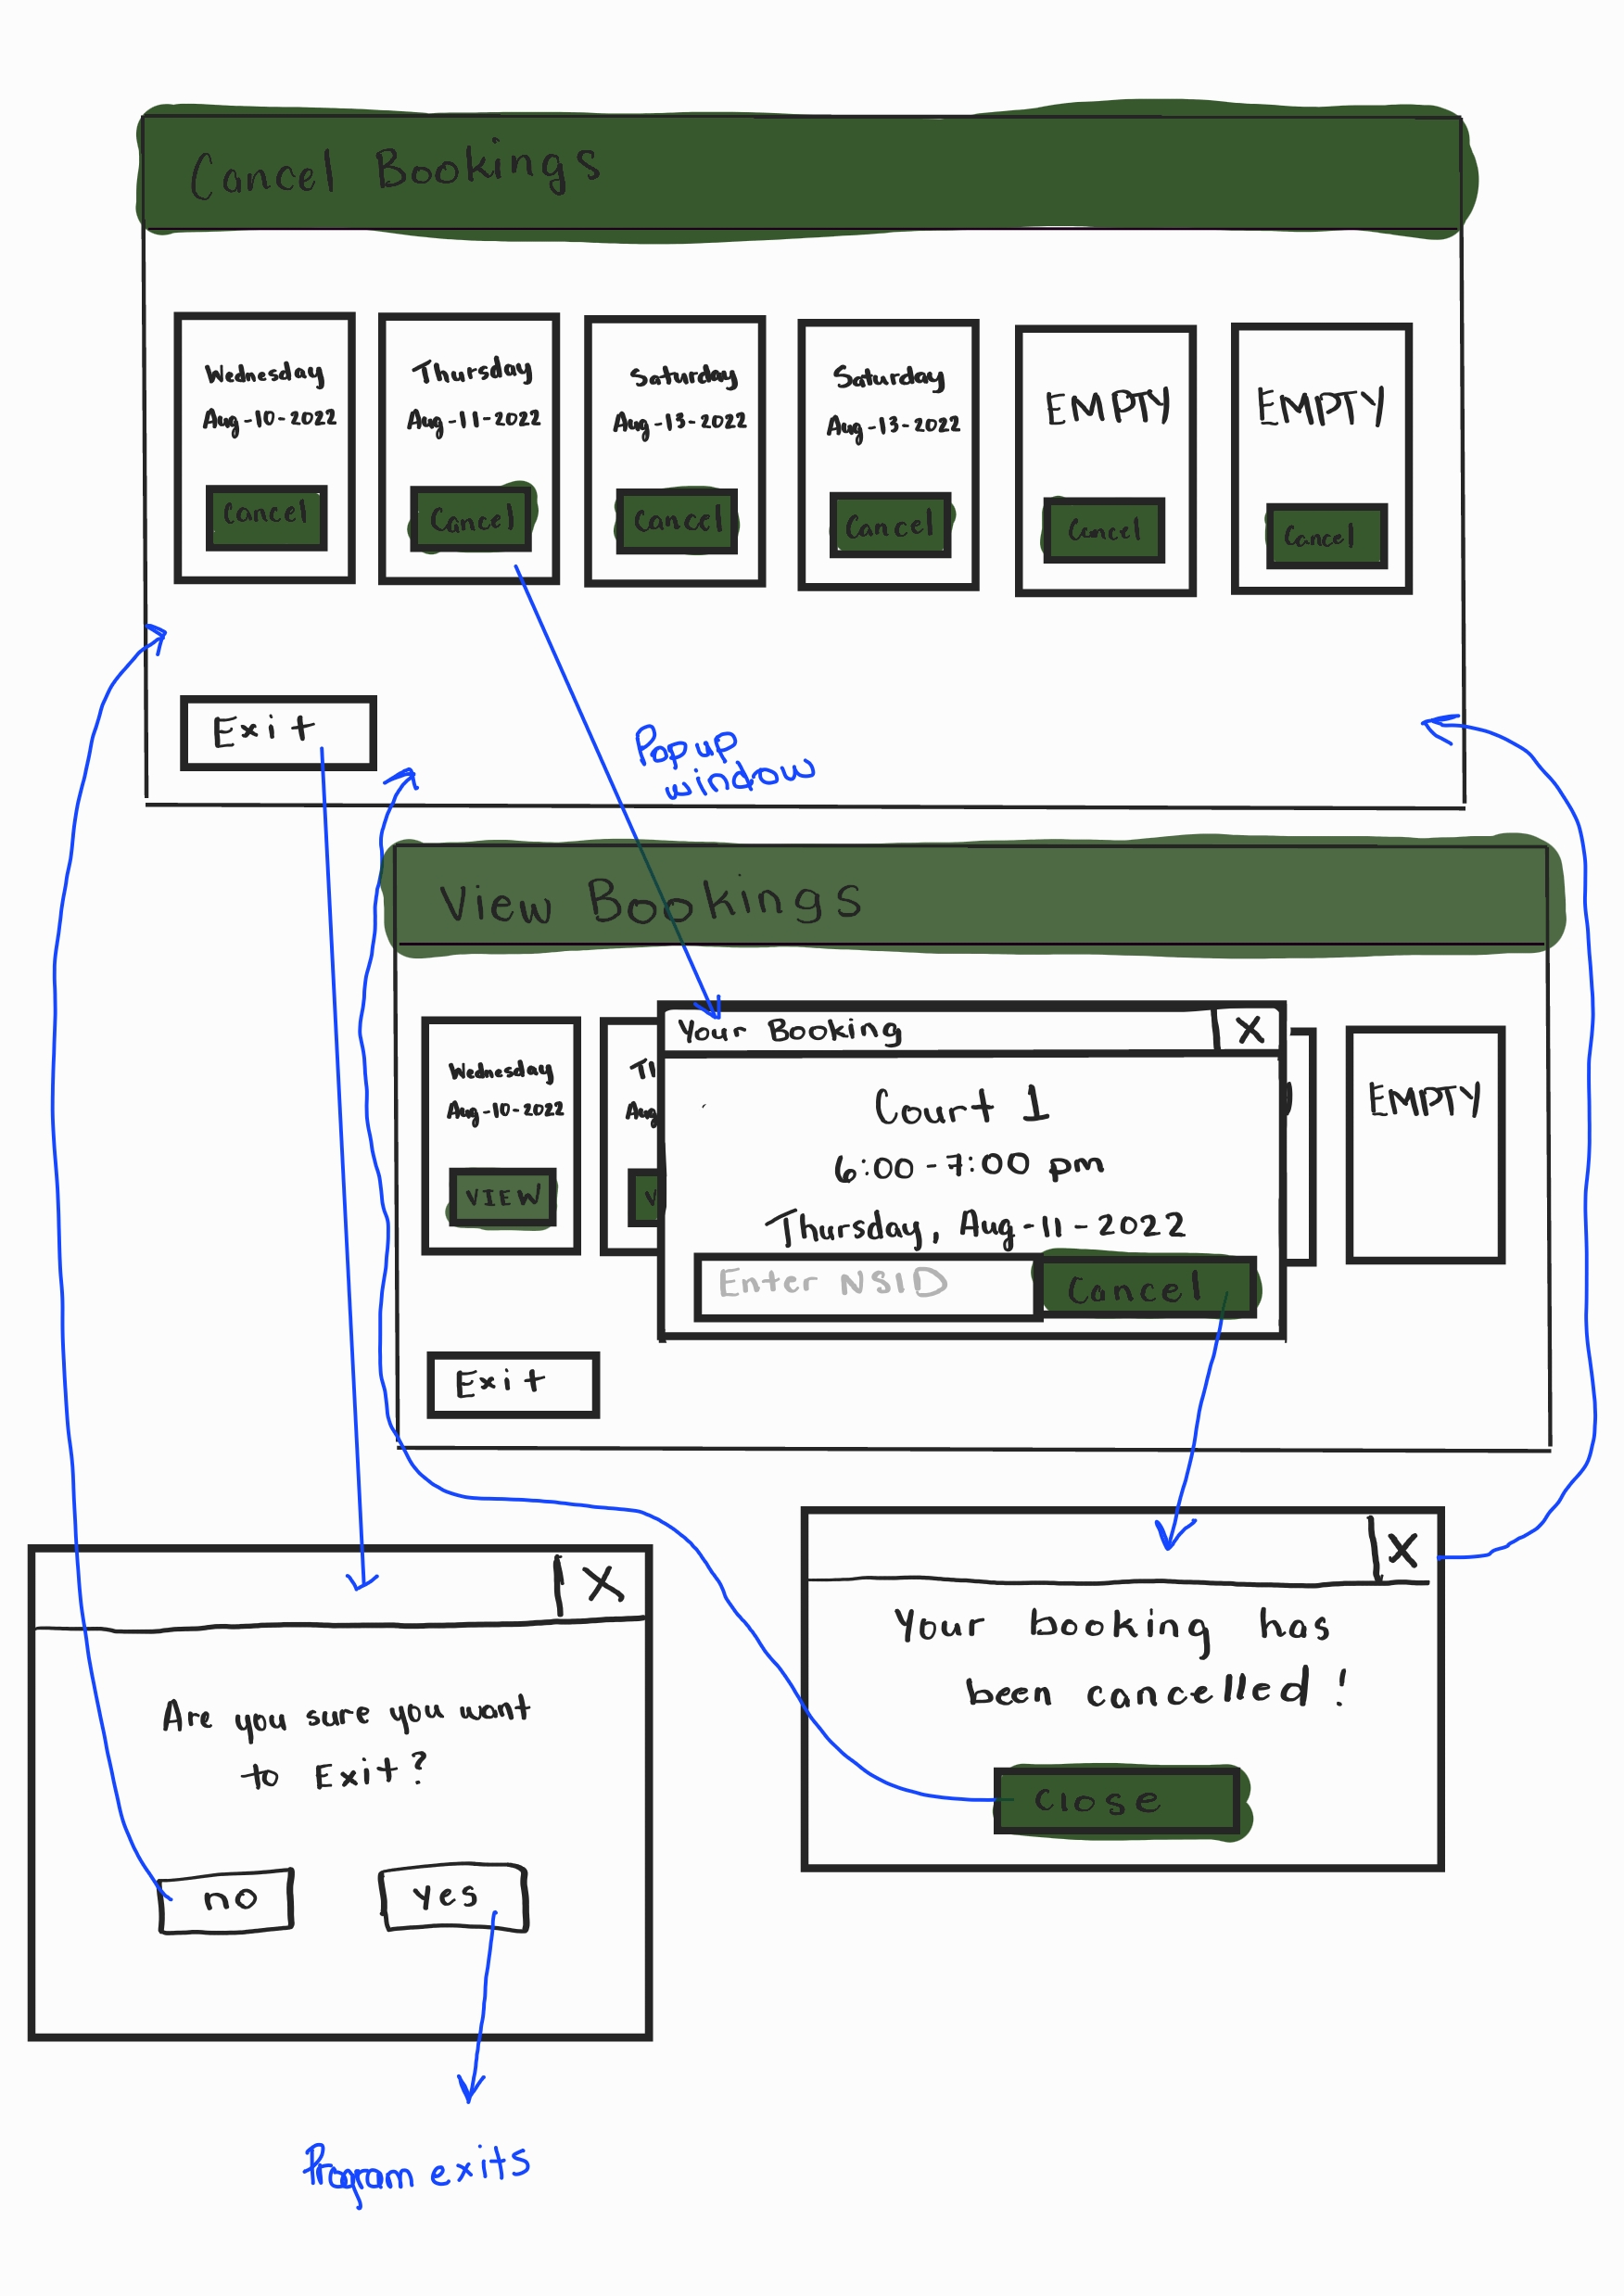 Cancel Bookings
Wednesday
Aug-10-2022
Cancel
Thursday
Aug-11-2022
Cancel
Saturday
Aug-13-2022
Cancel
Saturday
Aug-13-2022
Cancel
EMPTY
Cancel
EMPTY
Cancel
Exit
Popup
window
View Bookings
Wednesday
Aug-10-2022
VIEW
Th
Aug
V
Your Booking
X
Court 1
6:00-7:00 pm
Thursday, Aug-11-2022
Enter NSID
Cancel
EMPTY
Exit
X
Are you sure you want
to Exit?
no
yes
Program exits
X
Your booking has
been cancelled!
Close